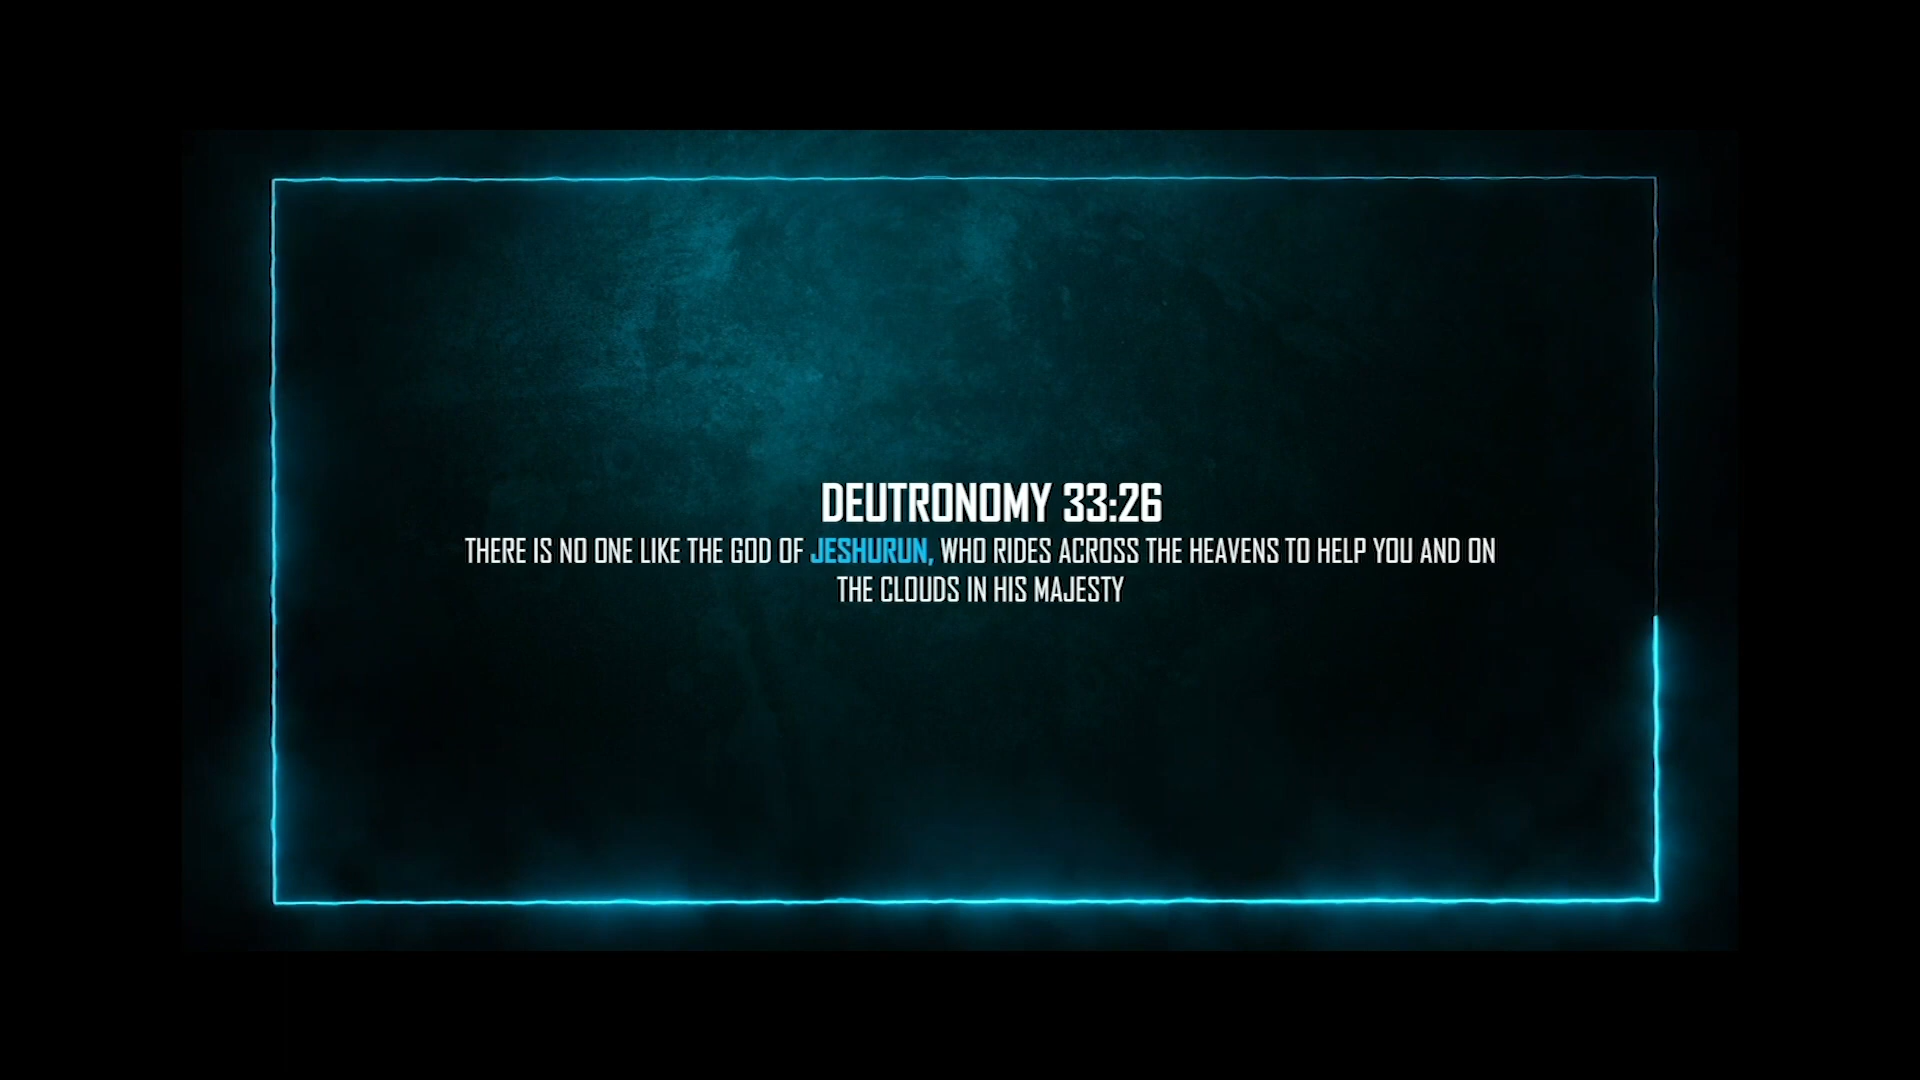 DEUTRONOMY 33:26
THERE IS NO ONE LIKE THE GOD OF JESHURUN, WHO RIDES ACROSS THE HEAVENS TO HELP YOU AND ON
THE CLOUDS IN HIS MAJESTY